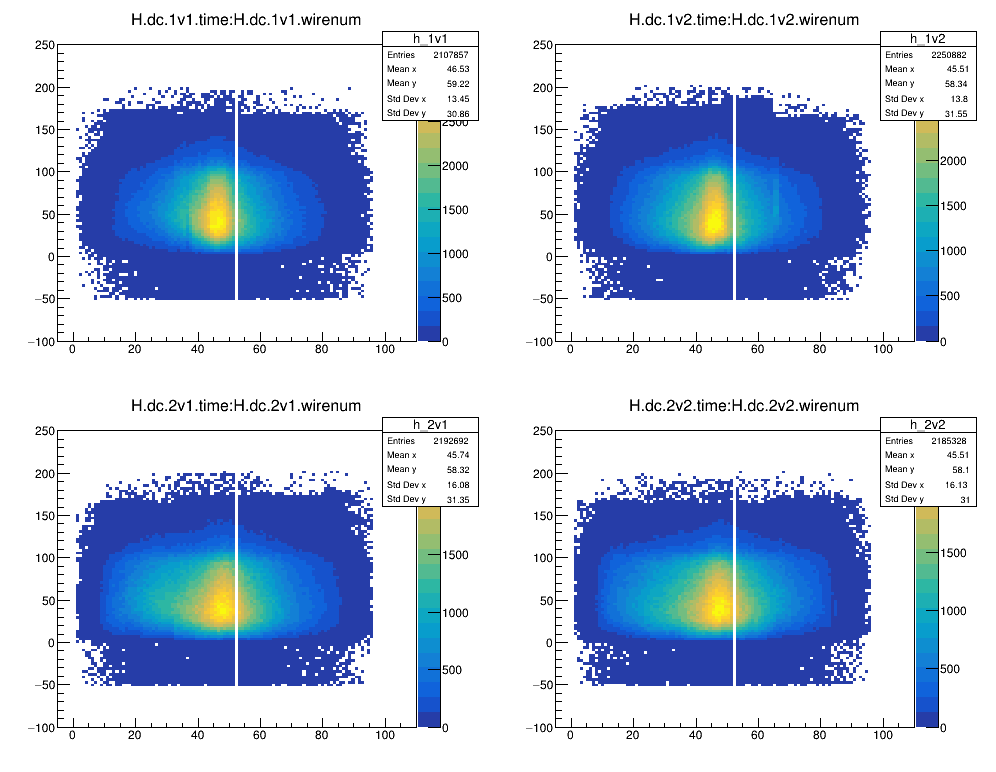 H.dc.1v1.time:H.dc.1v1.wirenum
h_1v1
Entries 2107857
Mean x 46.53
Mean y 59.22
Std Dev x 13.45
Std Dev y 30.86
250
200
150
100
50
0
−50
−100
0 20 40 60 80 100
2500
2000
1500
1000
500
0
H.dc.1v2.time:H.dc.1v2.wirenum
h_1v2
Entries 2250882
Mean x 45.51
Mean y 58.34
Std Dev x 13.8
Std Dev y 31.55
250
200
150
100
50
0
−50
−100
0 20 40 60 80 100
2000
1500
1000
500
0
H.dc.2v1.time:H.dc.2v1.wirenum
h_2v1
Entries 2192692
Mean x 45.74
Mean y 58.32
Std Dev x 16.08
Std Dev y 31.35
250
200
150
100
50
0
−50
−100
0 20 40 60 80 100
1500
1000
500
0
H.dc.2v2.time:H.dc.2v2.wirenum
h_2v2
Entries 2185328
Mean x 45.51
Mean y 58.1
Std Dev x 16.13
Std Dev y 31
250
200
150
100
50
0
−50
−100
0 20 40 60 80 100
1500
1000
500
0